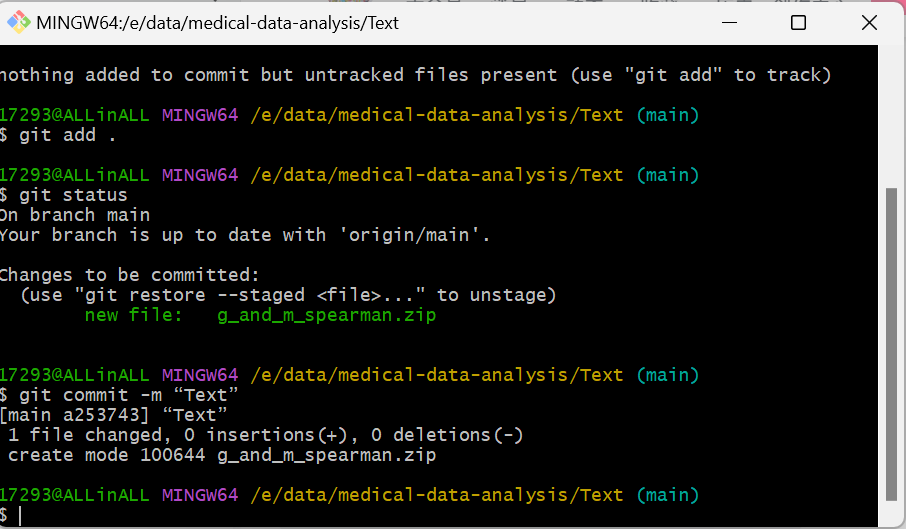 MINGW64:/e/data/medical-data-analysis/Text
nothing added to commit but untracked files present (use "git add" to track)
17293@ALLinALL MINGW64 /e/data/medical-data-analysis/Text (main)
$ git add .
17293@ALLinALL MINGW64 /e/data/medical-data-analysis/Text (main)
$ git status
On branch main
Your branch is up to date with 'origin/main'.
Changes to be committed:
(use "git restore --staged <file>..." to unstage)
new file: g_and_m_spearman.zip
17293@ALLinALL MINGW64 /e/data/medical-data-analysis/Text (main)
$ git commit -m “Text”
[main a253743] “Text”
1 file changed, 0 insertions(+), 0 deletions(-)
create mode 100644 g_and_m_spearman.zip
17293@ALLinALL MINGW64 /e/data/medical-data-analysis/Text (main)
$